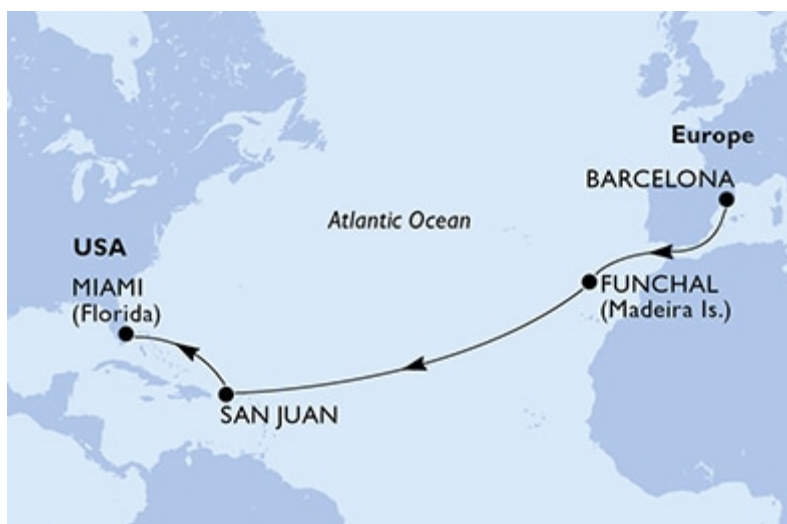 Europe
BARCELONA
Atlantic Ocean
USA
MIAMI
(Florida)
FUNCHAL
(Madeira Is.)
SAN JUAN